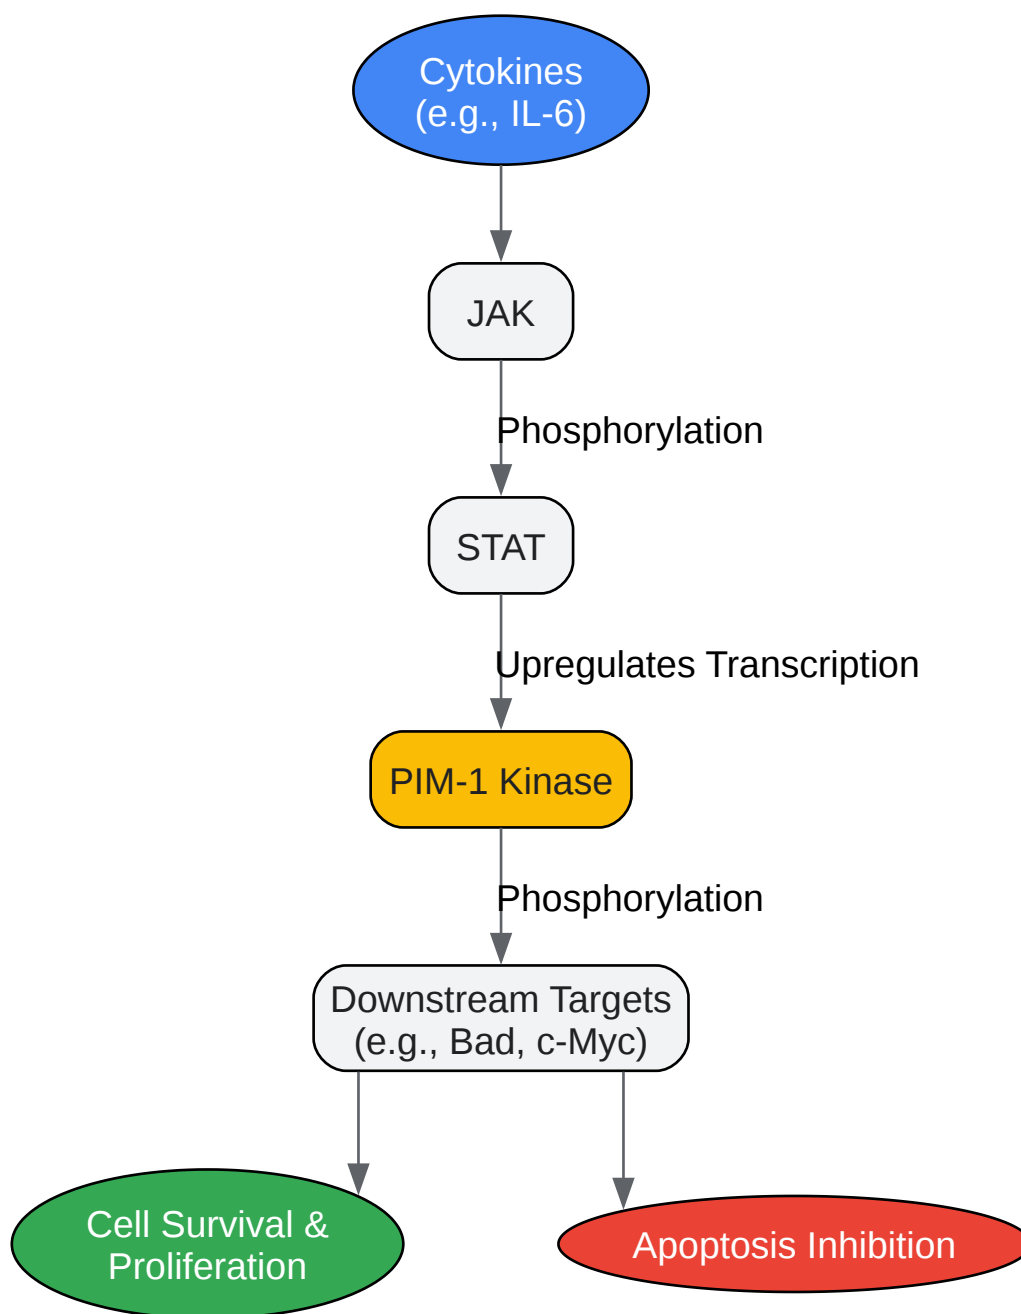 Cytokines
(e.g., IL-6)
JAK
Phosphorylation
STAT
Upregulates Transcription
PIM-1 Kinase
Phosphorylation
Downstream Targets
(e.g., Bad, c-Myc)
Cell Survival &
Proliferation
Apoptosis Inhibition